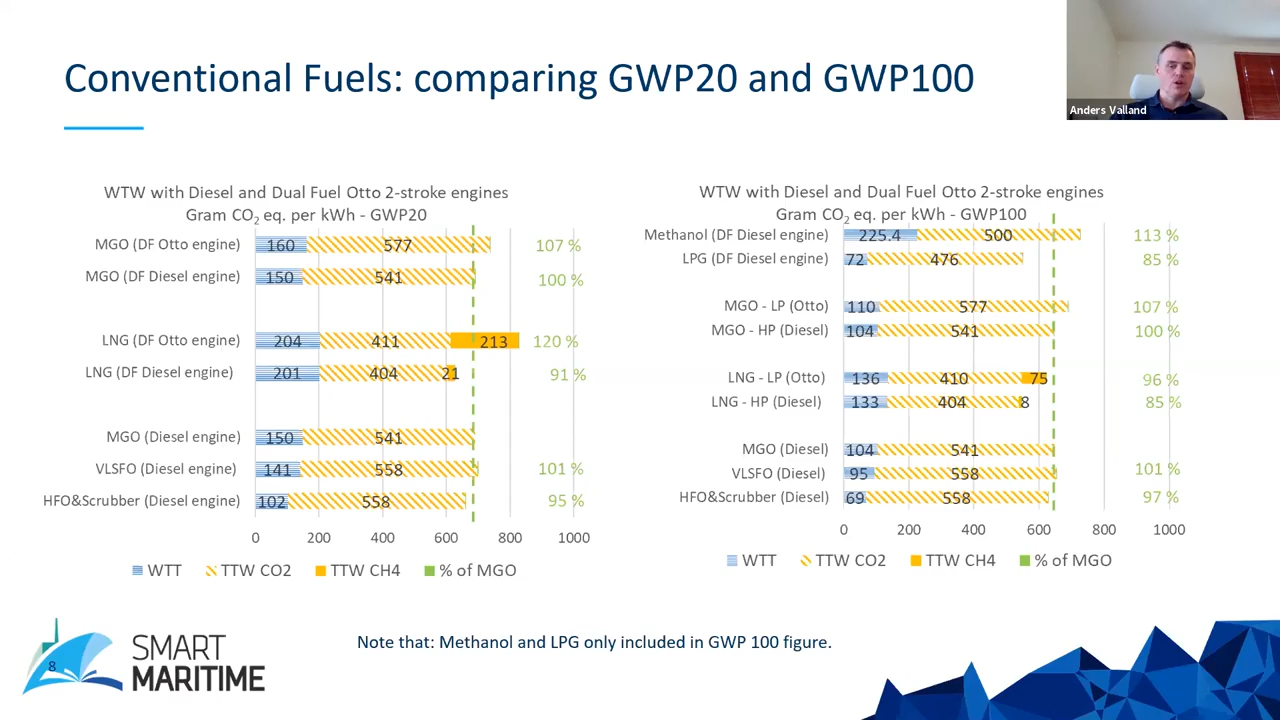 Conventional Fuels: comparing GWP20 and GWP100
Anders Valland
WTW with Diesel and Dual Fuel Otto 2-stroke engines
Gram CO2 eq. per kWh - GWP20
MGO (DF Otto engine) 160 577 107 %
MGO (DF Diesel engine) 150 541 100 %
LNG (DF Otto engine) 204 411 213 120 %
LNG (DF Diesel engine) 201 404 21 91 %
MGO (Diesel engine) 150 541
VLSFO (Diesel engine) 141 558 101 %
HFO&Scrubber (Diesel engine) 102 558 95 %
0 200 400 600 800 1000
WTT TTW CO2 TTW CH4 % of MGO
WTW with Diesel and Dual Fuel Otto 2-stroke engines
Gram CO2 eq. per kWh - GWP100
Methanol (DF Diesel engine) 225.4 500 113 %
LPG (DF Diesel engine) 72 476 85 %
MGO - LP (Otto) 110 577 107 %
MGO - HP (Diesel) 104 541 100 %
LNG - LP (Otto) 136 410 75 96 %
LNG - HP (Diesel) 133 404 8 85 %
MGO (Diesel) 104 541
VLSFO (Diesel) 95 558 101 %
HFO&Scrubber (Diesel) 69 558 97 %
0 200 400 600 800 1000
WTT TTW CO2 TTW CH4 % of MGO
Note that: Methanol and LPG only included in GWP 100 figure.
8
SMART
MARITIME